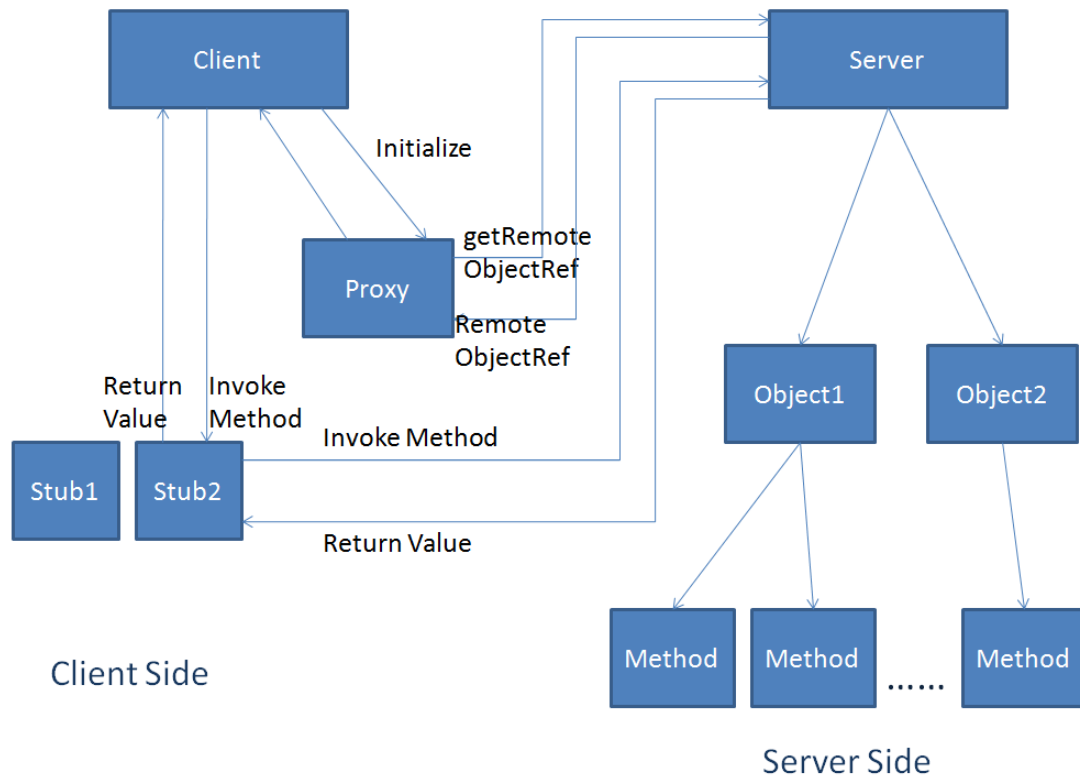 Client
Server
Initialize
getRemote
ObjectRef
Proxy
Remote
ObjectRef
Return
Value
Invoke
Method
Object1
Object2
Invoke Method
Stub1
Stub2
Return Value
Method
Method
......
Method
Client Side
Server Side